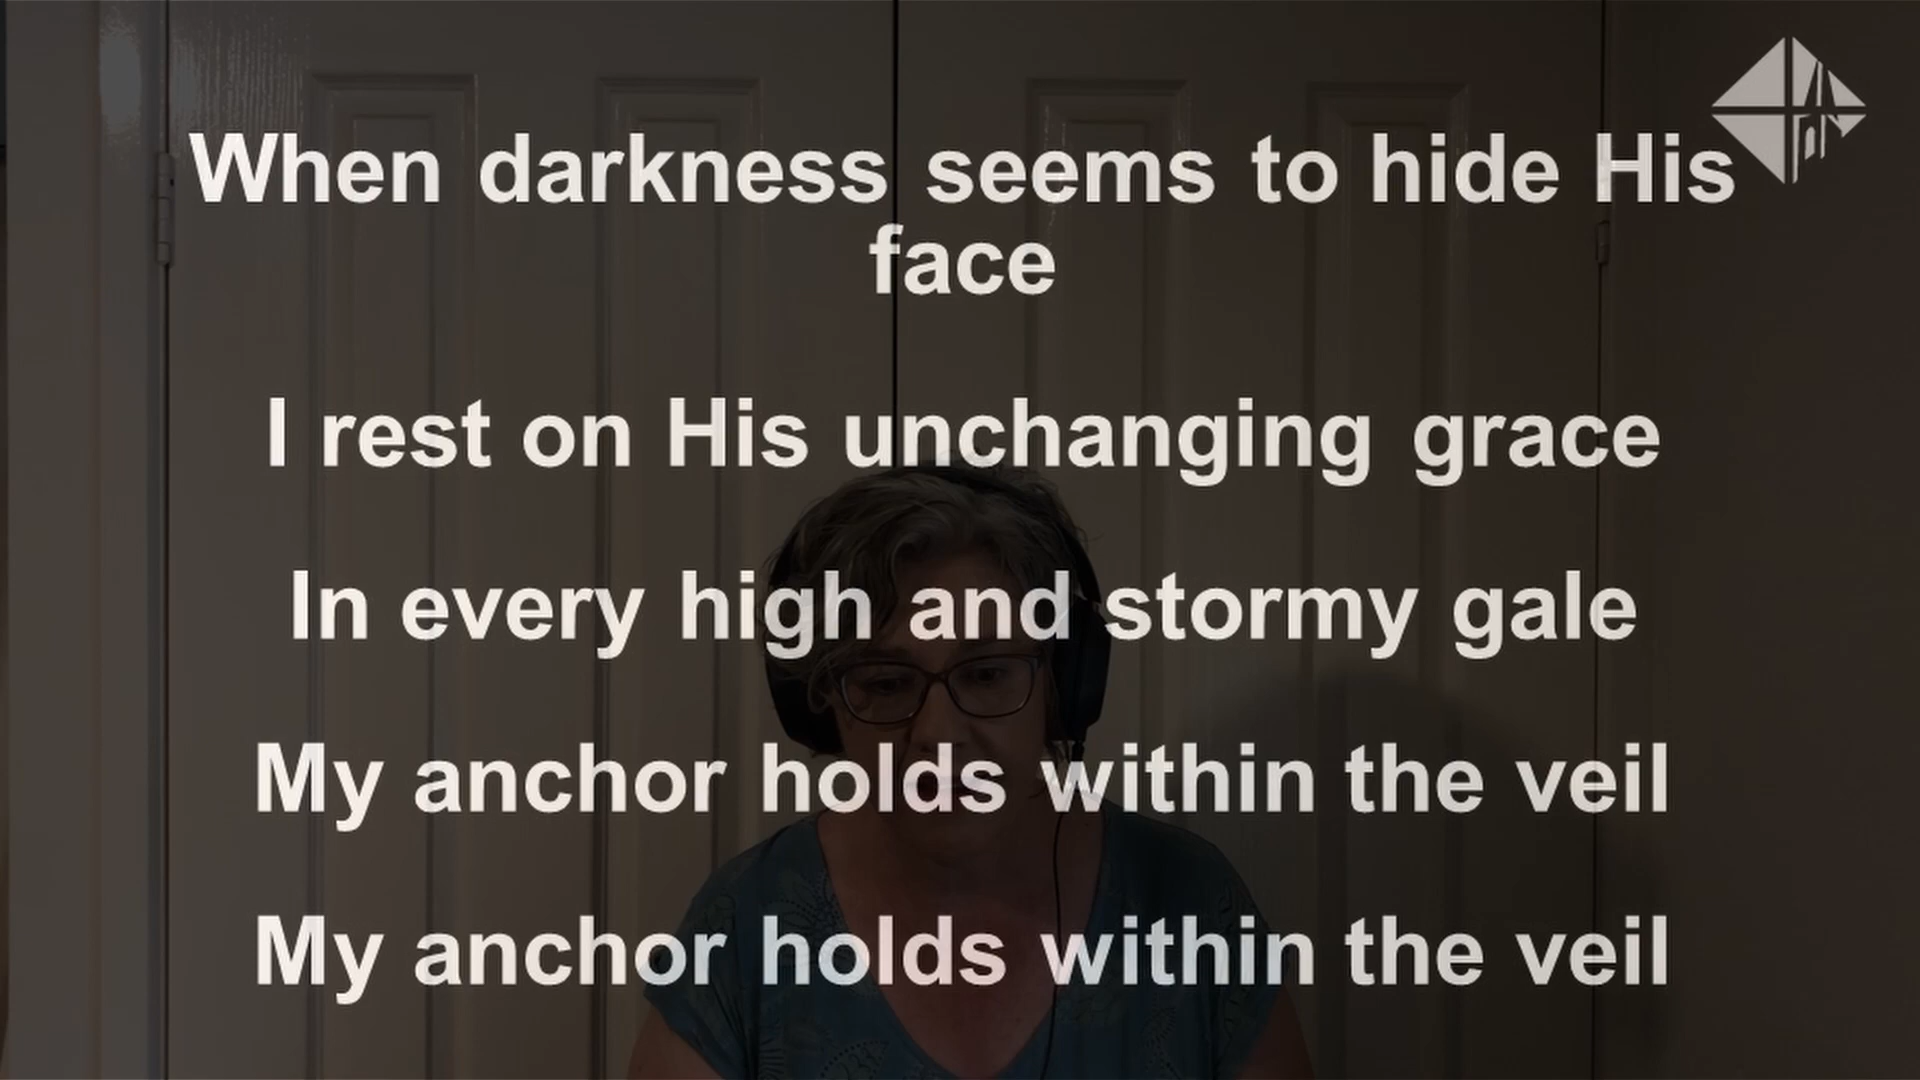 When darkness seems to hide His
face
I rest on His unchanging grace
In every high and stormy gale
My anchor holds within the veil
My anchor holds within the veil